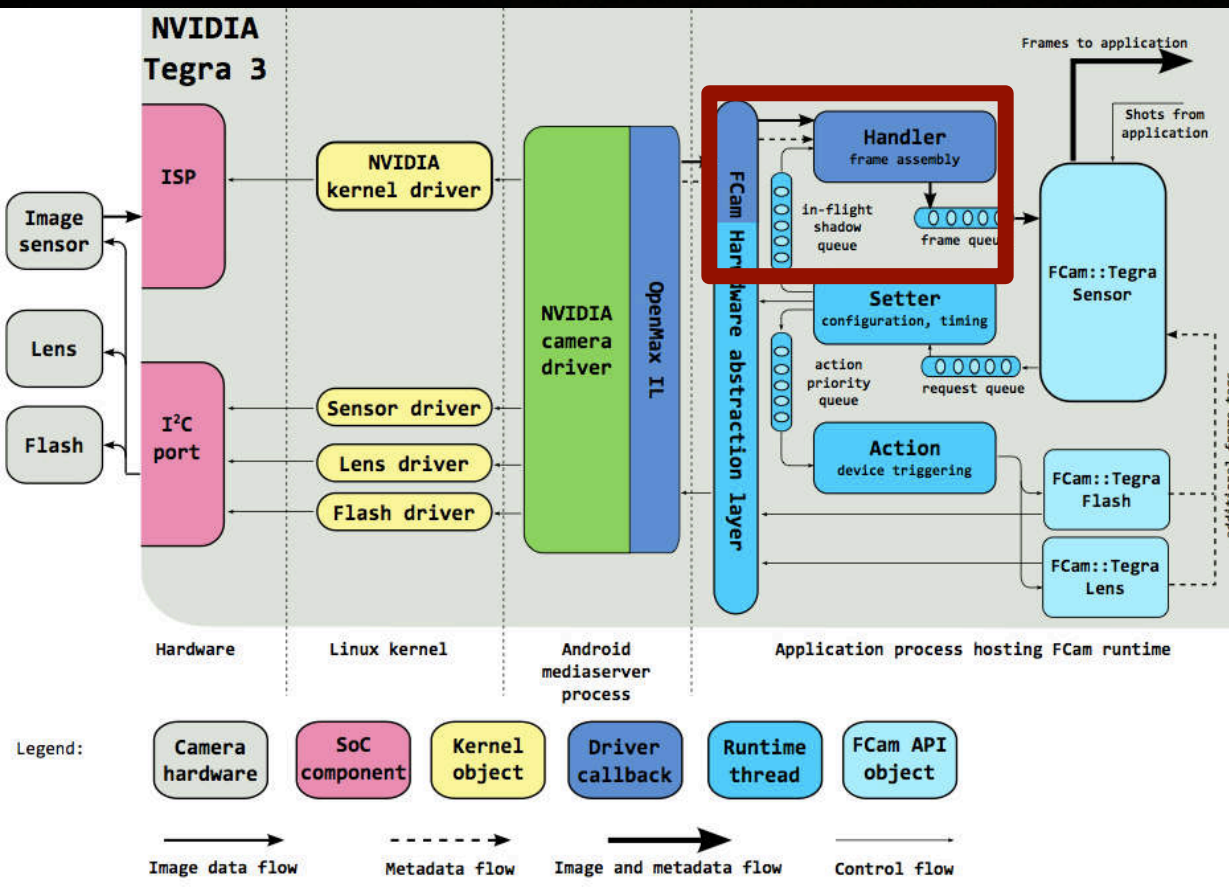 NVIDIA
Tegra 3
Frames to application
Shots from
application
ISP
NVIDIA
kernel driver
Handler
frame assembly
Image
sensor
in-flight
shadow
queue
frame
FCam Hardware abstraction layer
FCam::Tegra
Sensor
Setter
configuration, timing
Lens
NVIDIA
camera
driver
OpenMax IL
action
priority
queue
request queue
Flash
I²C
port
Sensor driver
Lens driver
Flash driver
Action
device triggering
FCam::Tegra
Flash
FCam::Tegra
Lens
Hardware
Linux kernel
Android
mediaserver
process
Application process hosting FCam runtime
Legend:
Camera
hardware
SoC
component
Kernel
object
Driver
callback
Runtime
thread
FCam API
object
Image data flow
Metadata flow
Image and metadata flow
Control flow